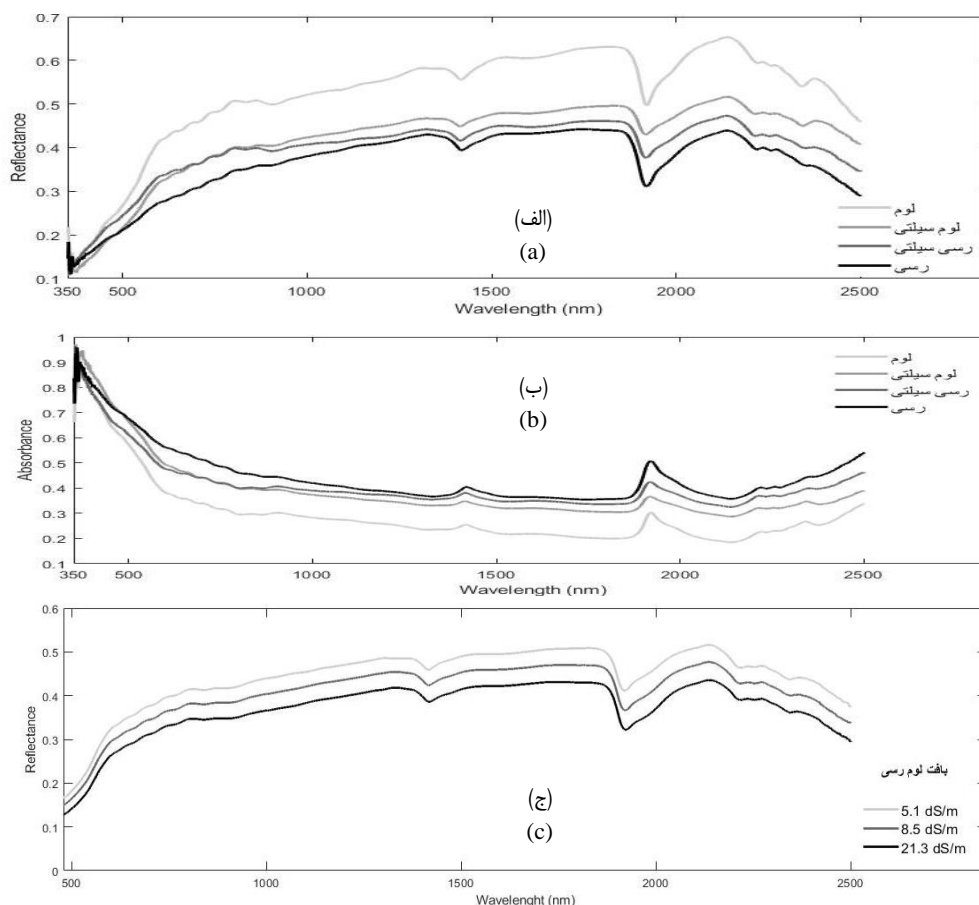 0.7
0.6
0.5
0.4
0.3
0.2
0.1
Reflectance
(الف)
(a)
لوم
لوم سیلتی
رسی سیلتی
رسی
350
500
1000
1500
2000
2500
Wavelength (nm)
1
0.9
0.8
0.7
0.6
0.5
0.4
0.3
0.2
0.1
Absorbance
(ب)
(b)
لوم
لوم سیلتی
رسی سیلتی
رسی
350
500
1000
1500
2000
2500
Wavelength (nm)
0.6
0.5
0.4
0.3
0.2
0.1
0
Reflectance
(ج)
(c)
بافت لوم رسی
5.1 dS/m
8.5 dS/m
21.3 dS/m
500
1000
1500
2000
2500
Wavelenght (nm)